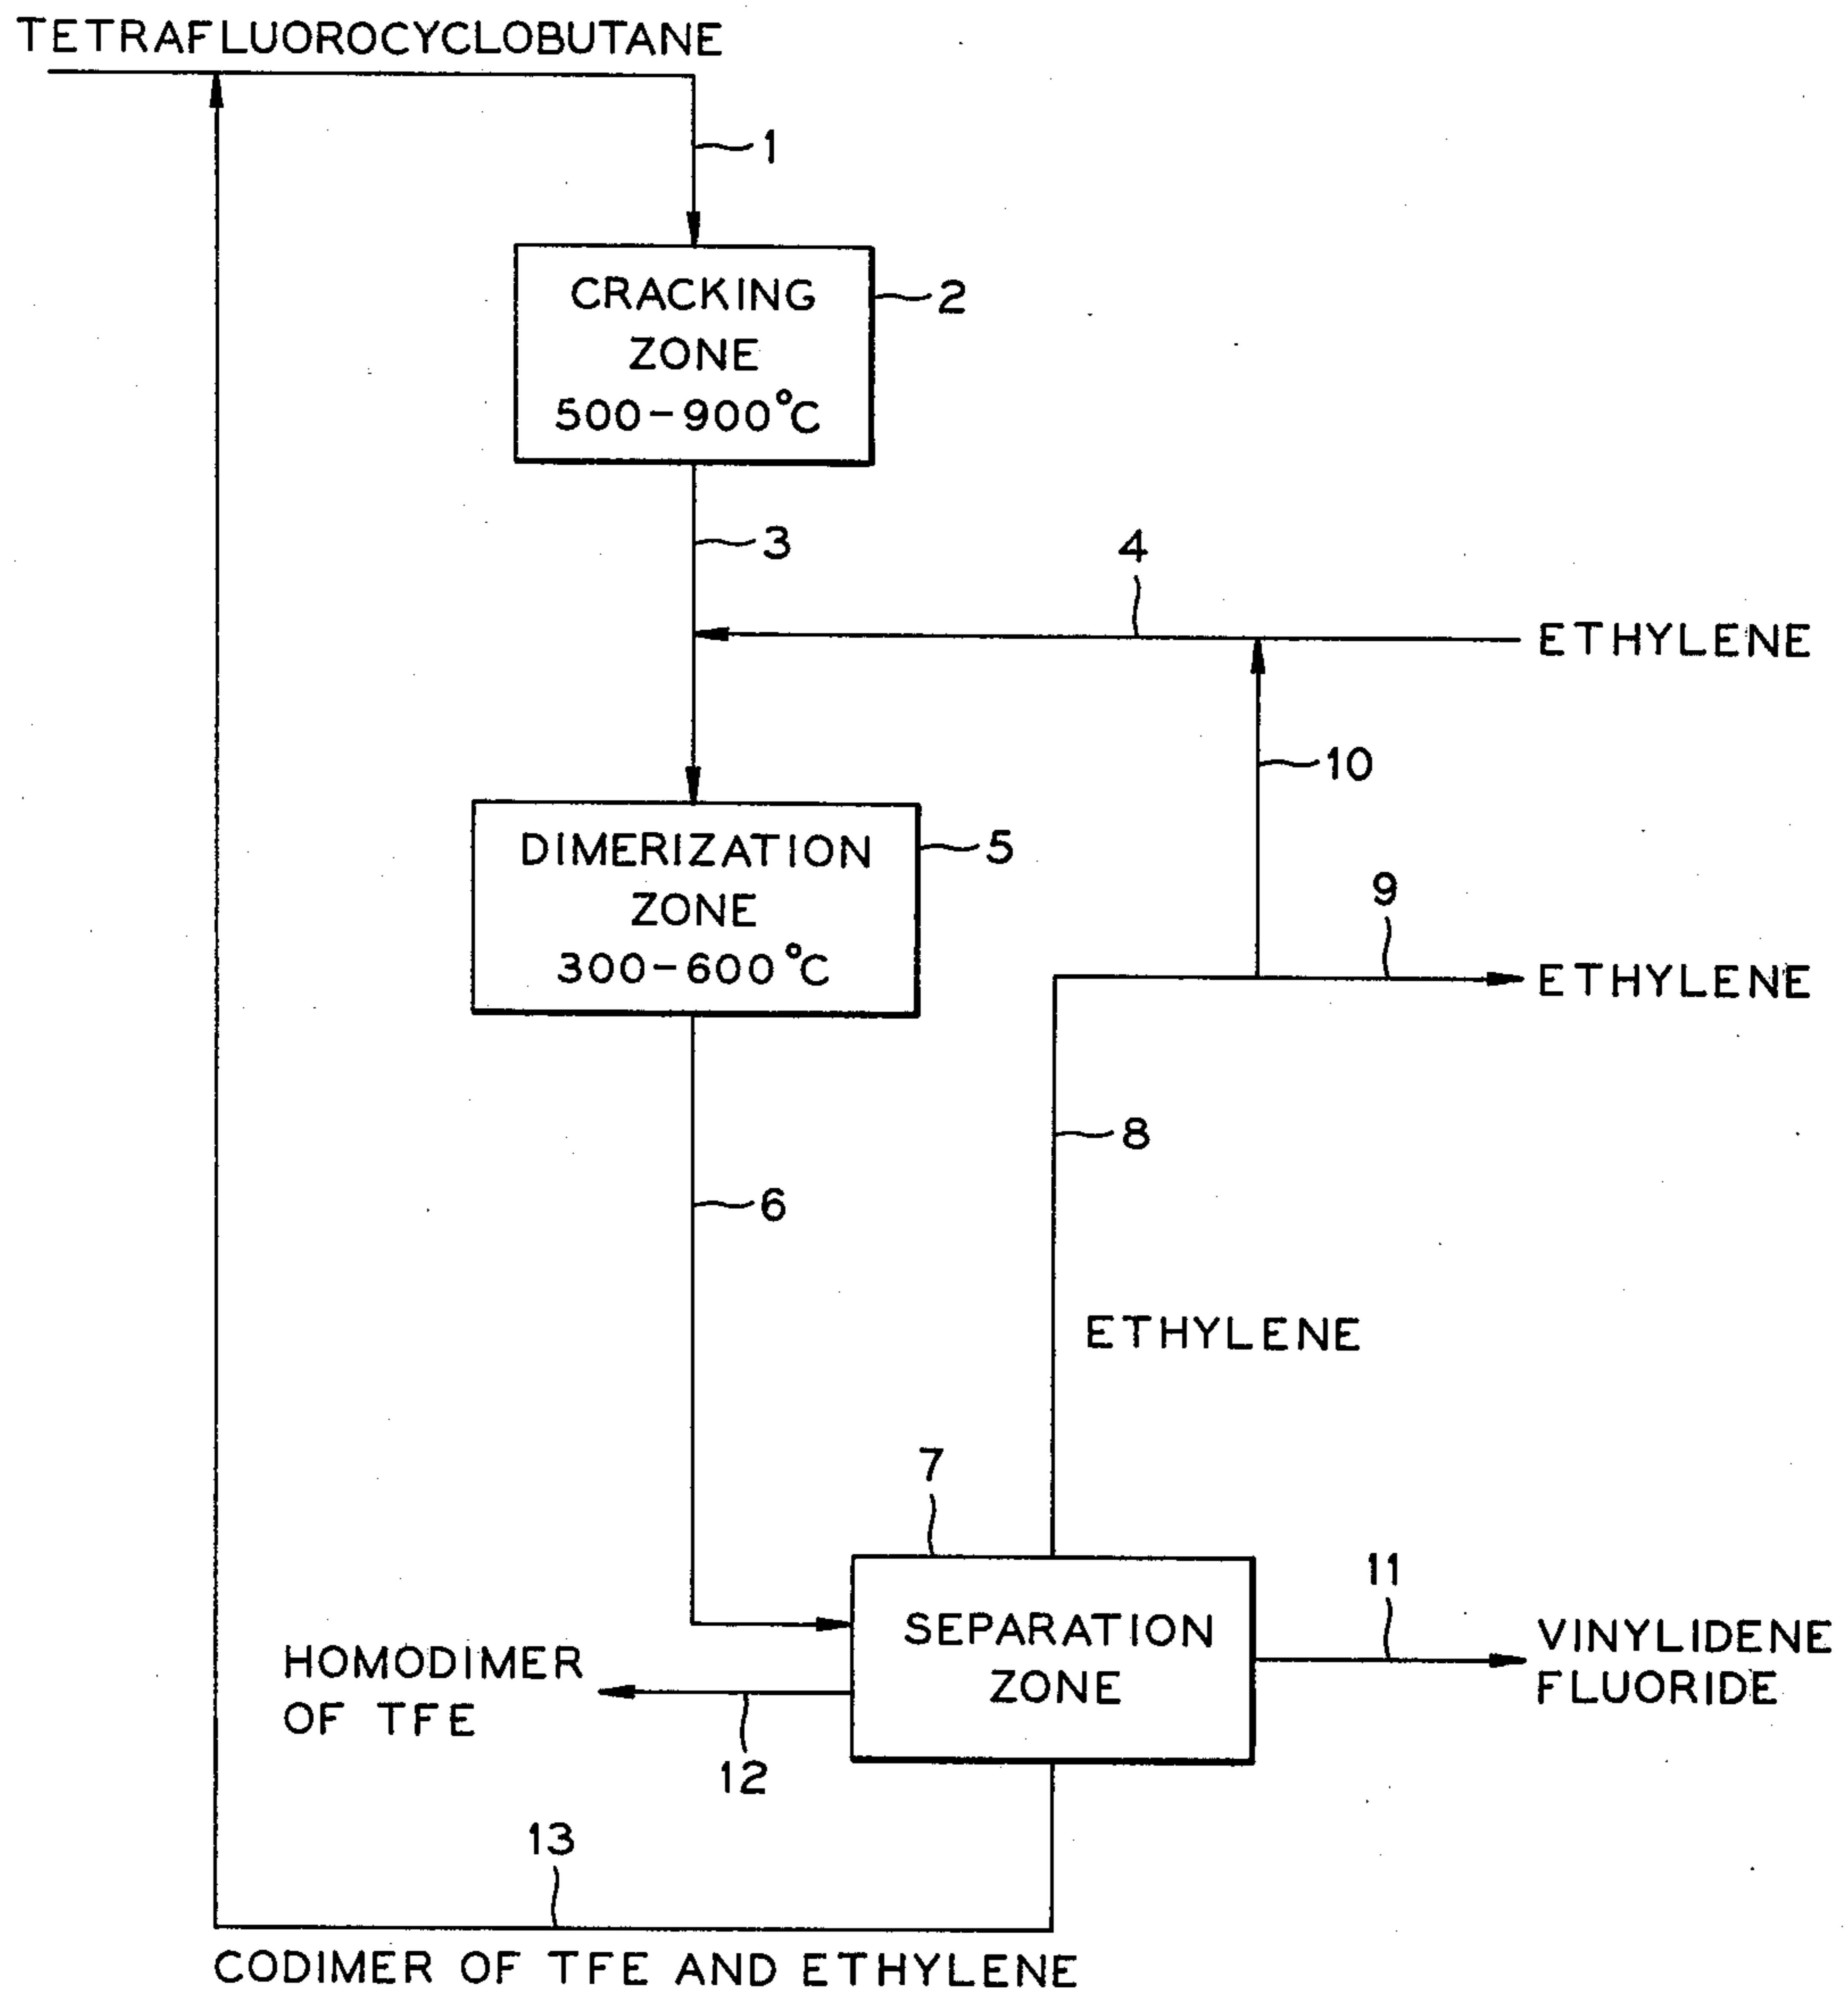 TETRAFLUOROCYCLOBUTANE
1
CRACKING
ZONE
500-900°C
2
3
4
ETHYLENE
10
DIMERIZATION
ZONE
300-600°C
5
9
ETHYLENE
8
6
ETHYLENE
7
11
SEPARATION
ZONE
VINYLIDENE
FLUORIDE
HOMODIMER
OF TFE
12
13
CODIMER OF TFE AND ETHYLENE